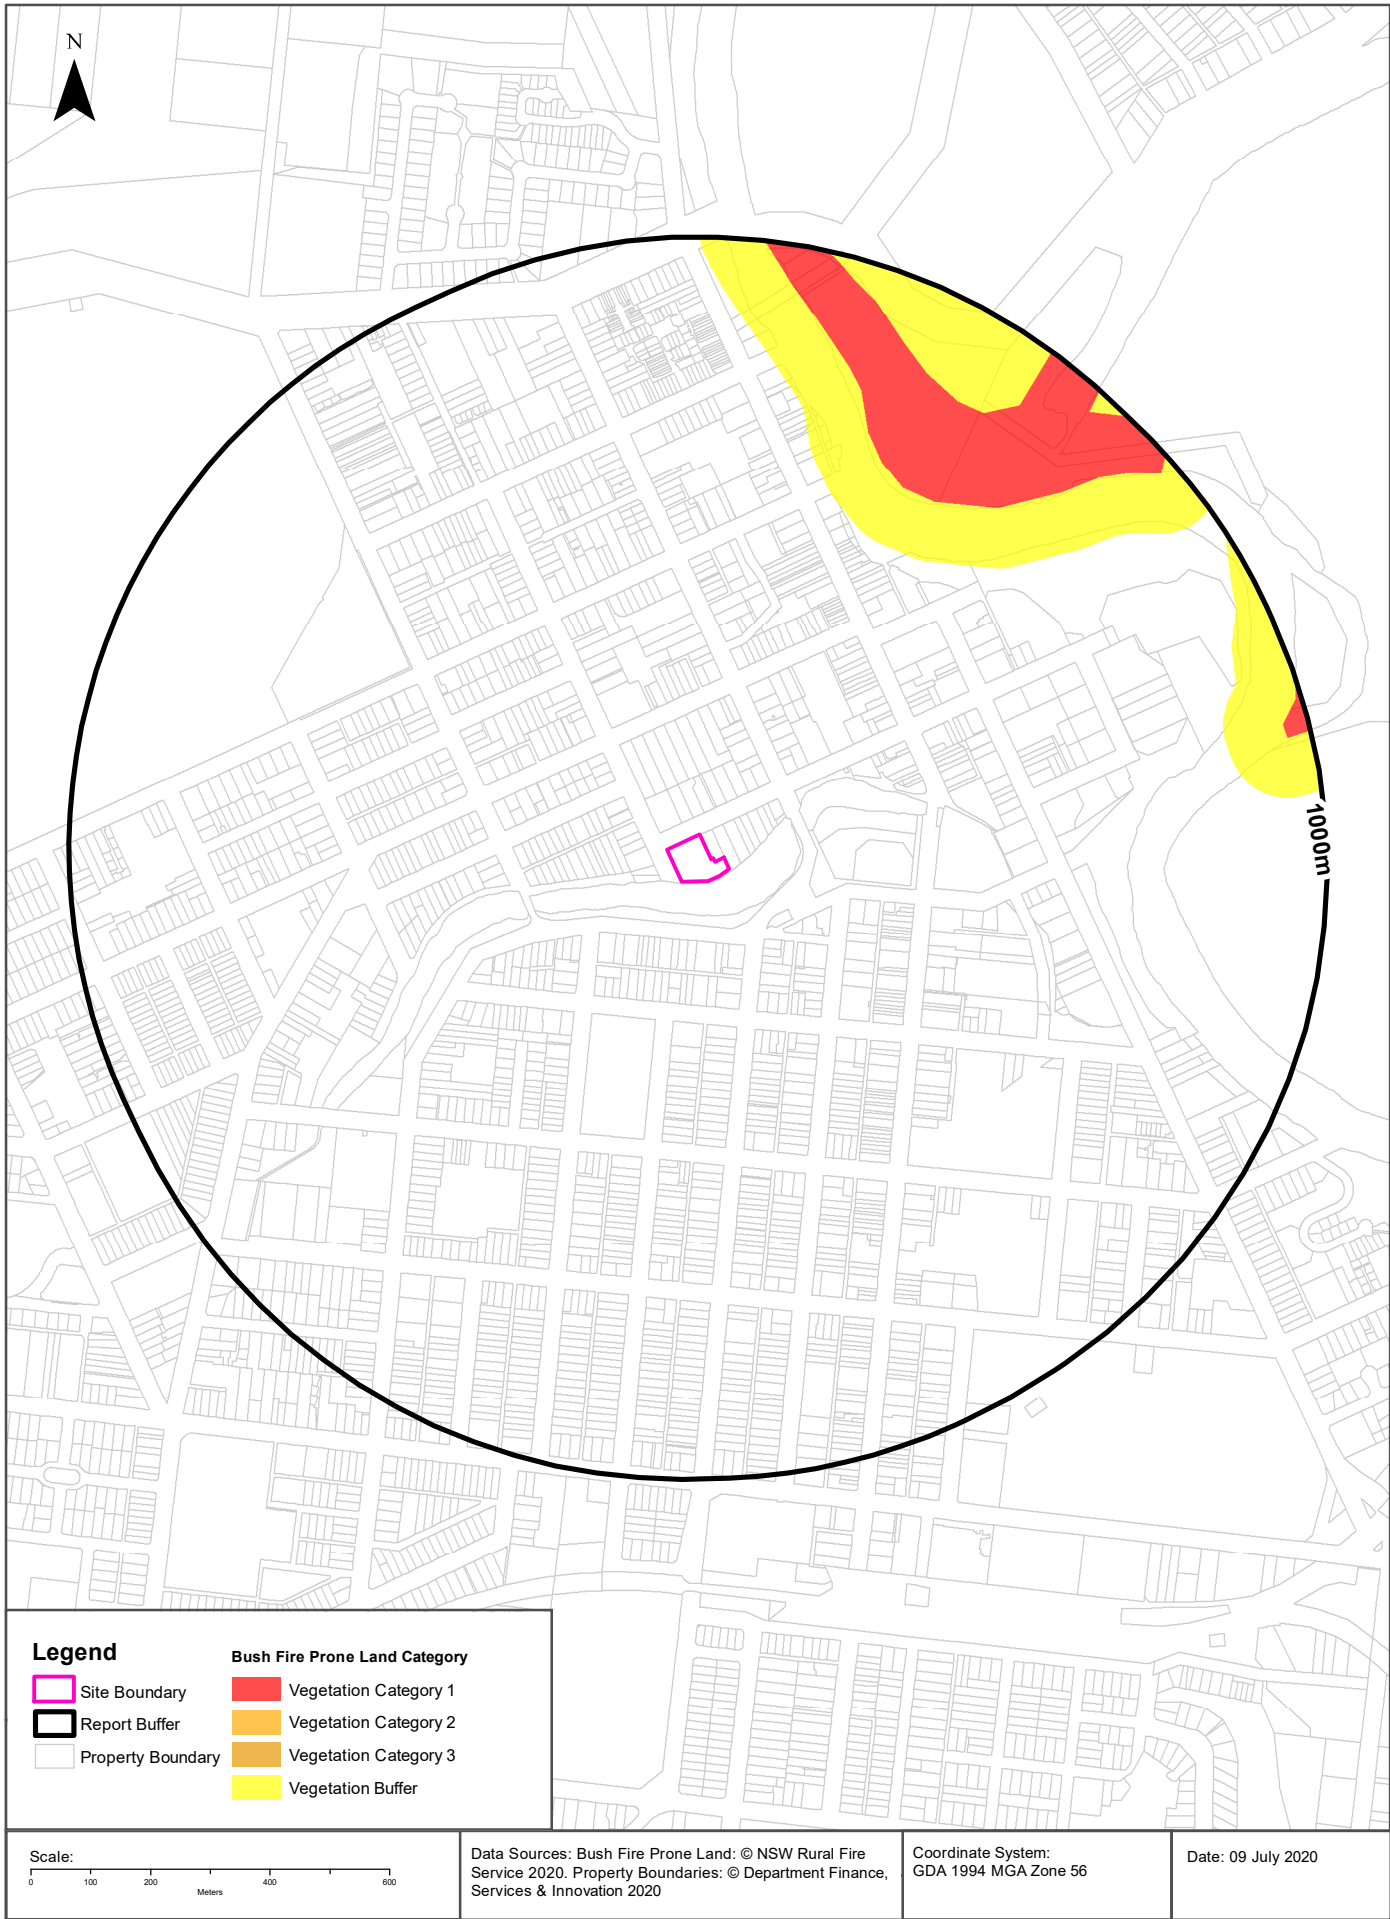 N
1000m
Legend
Site Boundary
Report Buffer
Property Boundary
Bush Fire Prone Land Category
Vegetation Category 1
Vegetation Category 2
Vegetation Category 3
Vegetation Buffer
Scale:
0 100 200 400 600
Meters
Data Sources: Bush Fire Prone Land: © NSW Rural Fire
Service 2020. Property Boundaries: © Department Finance,
Services & Innovation 2020
Coordinate System:
GDA 1994 MGA Zone 56
Date: 09 July 2020